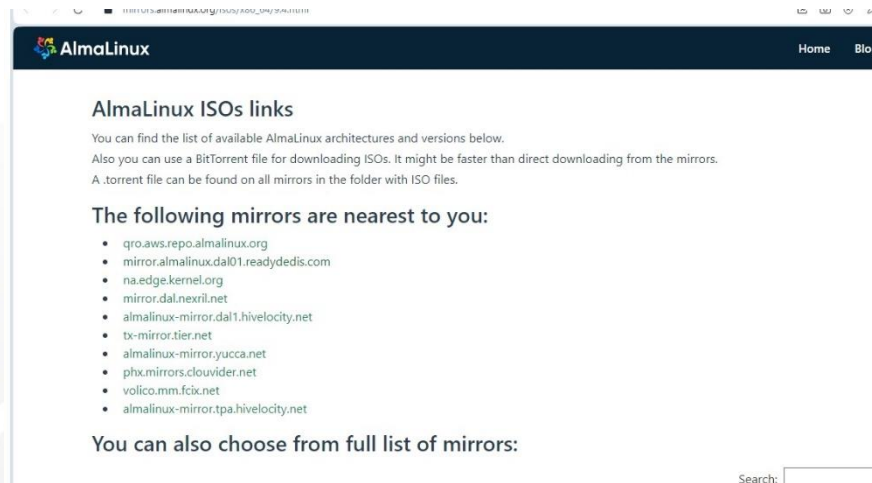 AlmaLinux
Home
AlmaLinux ISOs links
You can find the list of available AlmaLinux architectures and versions below.
Also you can use a BitTorrent file for downloading ISOs. It might be faster than direct downloading from the mirrors.
A .torrent file can be found on all mirrors in the folder with ISO files.
The following mirrors are nearest to you:
qro.aws.repo.almalinux.org
mirror.almalinux.dal01.readydedis.com
na.edge.kernel.org
mirror.dal.nexril.net
almalinux-mirror.dal1.hivelocity.net
tx-mirror.tier.net
almalinux-mirror.yucca.net
phx.mirrors.clouvider.net
volico.mm.fcix.net
almalinux-mirror.tpa.hivelocity.net
You can also choose from full list of mirrors:
Search: